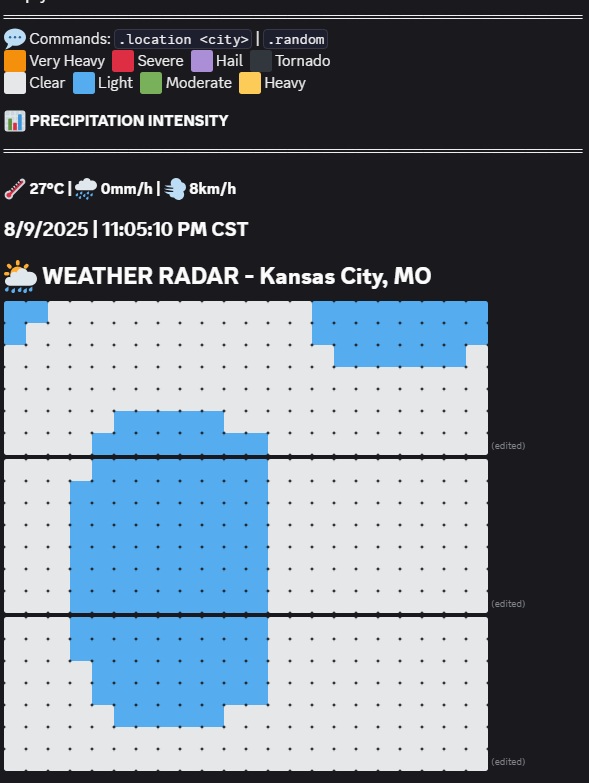 Commands: .location <city> | .random
Very Heavy Severe Hail Tornado
Clear Light Moderate Heavy
PRECIPITATION INTENSITY
27°C | 0mm/h | 8km/h
8/9/2025 | 11:05:10 PM CST
WEATHER RADAR - Kansas City, MO
(edited)
(edited)
(edited)